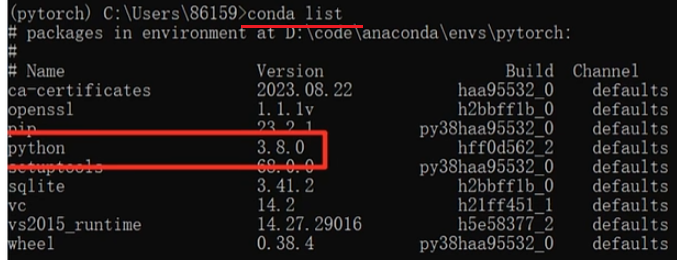 (pytorch) C:\Users\86159>conda list
# packages in environment at D:\code\anaconda\envs\pytorch:
#
# Name Version Build Channel
ca-certificates 2023.08.22 haa95532_0 defaults
openssl 1.1.1v h2bbff1b_0 defaults
pip 23.2.1 py38haa95532_0 defaults
python 3.8.0 hff0d562_2 defaults
setuptools 68.0.0 py38haa95532_0 defaults
sqlite 3.41.2 h2bbff1b_0 defaults
vc 14.2 h21ff451_1 defaults
vs2015_runtime 14.27.29016 h5e58377_2 defaults
wheel 0.38.4 py38haa95532_0 defaults